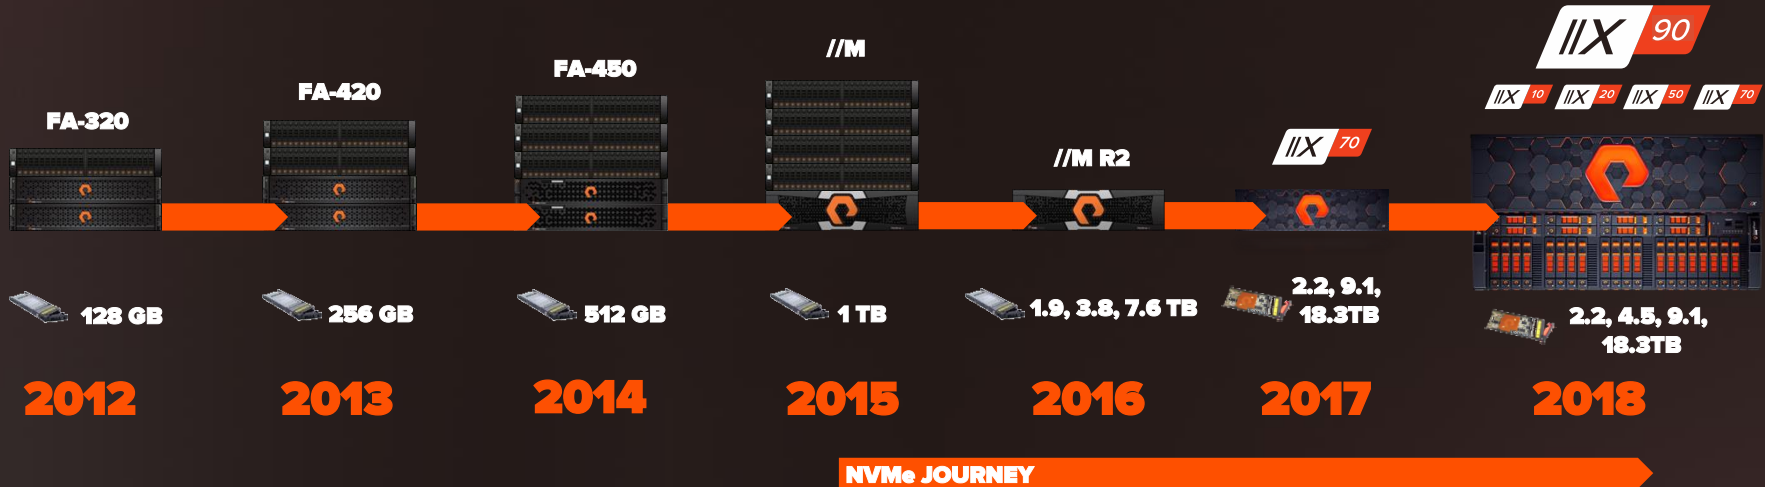 FA-320
FA-420
FA-450
//M
//M R2
//X 70
//X 90
//X 10 //X 20 //X 50 //X 70
128 GB
256 GB
512 GB
1 TB
1.9, 3.8, 7.6 TB
2.2, 9.1,
18.3TB
2.2, 4.5, 9.1,
18.3TB
2012
2013
2014
2015
2016
2017
2018
NVMe JOURNEY